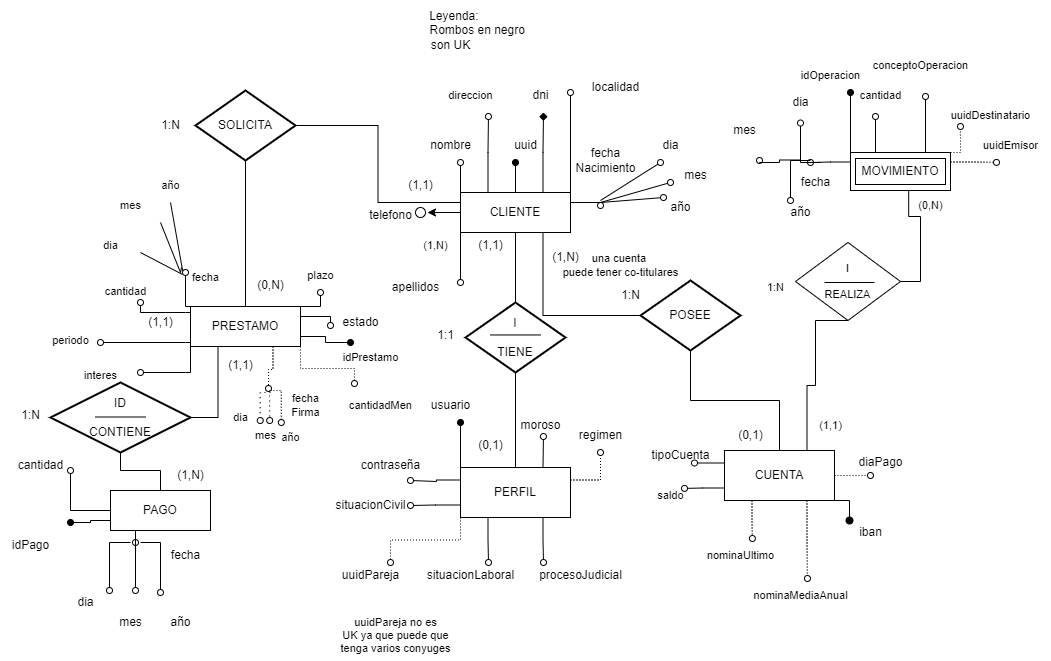 Leyenda:
Rombos en negro
son UK
conceptoOperacion
idOperacion
localidad
direccion
dni
cantidad
dia
uuidDestinatario
1:N
SOLICITA
mes
nombre
uuid
fecha
Nacimiento
dia
uuidEmisor
MOVIMIENTO
mes
fecha
año
(1,1)
CLIENTE
año
año
telefono
(0,N)
mes
dia
(1,N)
(1,1)
(1,N)
una cuenta
puede tener co-titulares
fecha
plazo
(0,N)
I
REALIZA
1:N
apellidos
1:N
cantidad
(1,1)
PRESTAMO
estado
I
TIENE
1:1
POSEE
periodo
idPrestamo
(1,1)
interes
fecha
Firma
cantidadMen
ID
CONTIENE
1:N
dia
mes
año
usuario
moroso
regimen
(0,1)
(0,1)
(1,1)
cantidad
(1,N)
contraseña
tipoCuenta
CUENTA
diaPago
PERFIL
saldo
situacionCivil
PAGO
iban
idPago
fecha
nominaUltimo
uuidPareja
situacionLaboral
procesoJudicial
nominaMediaAnual
dia
mes
año
uuidPareja no es
UK ya que puede que
tenga varios conyuges